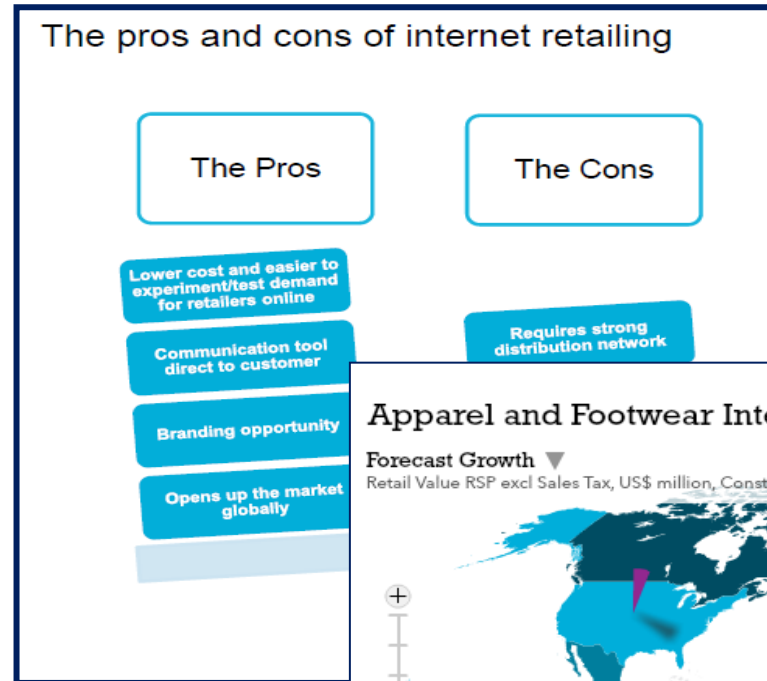 The pros and cons of internet retailing
The Pros
The Cons
Lower cost and easier to
experiment/test demand
for retailers online
Communication tool
direct to customer
Branding opportunity
Opens up the market
globally
Requires strong
distribution network
Apparel and Footwear Inte
Forecast Growth
Retail Value RSP excl Sales Tax, US$ million, Const